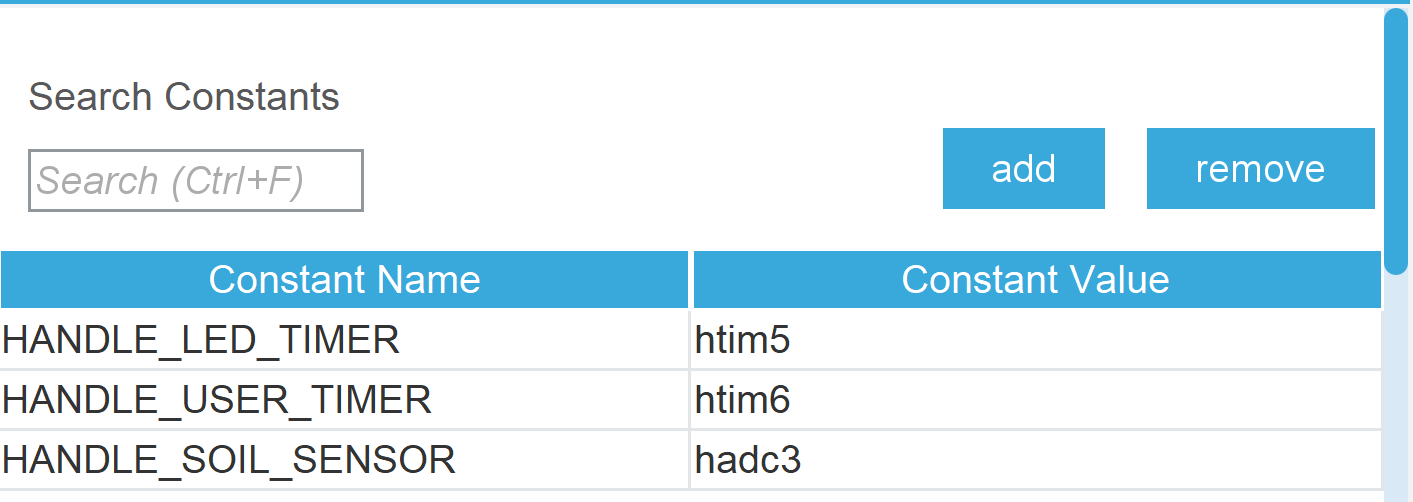 Search Constants
Search (Ctrl+F)
add remove
Constant Name Constant Value
HANDLE_LED_TIMER htim5
HANDLE_USER_TIMER htim6
HANDLE_SOIL_SENSOR hadc3